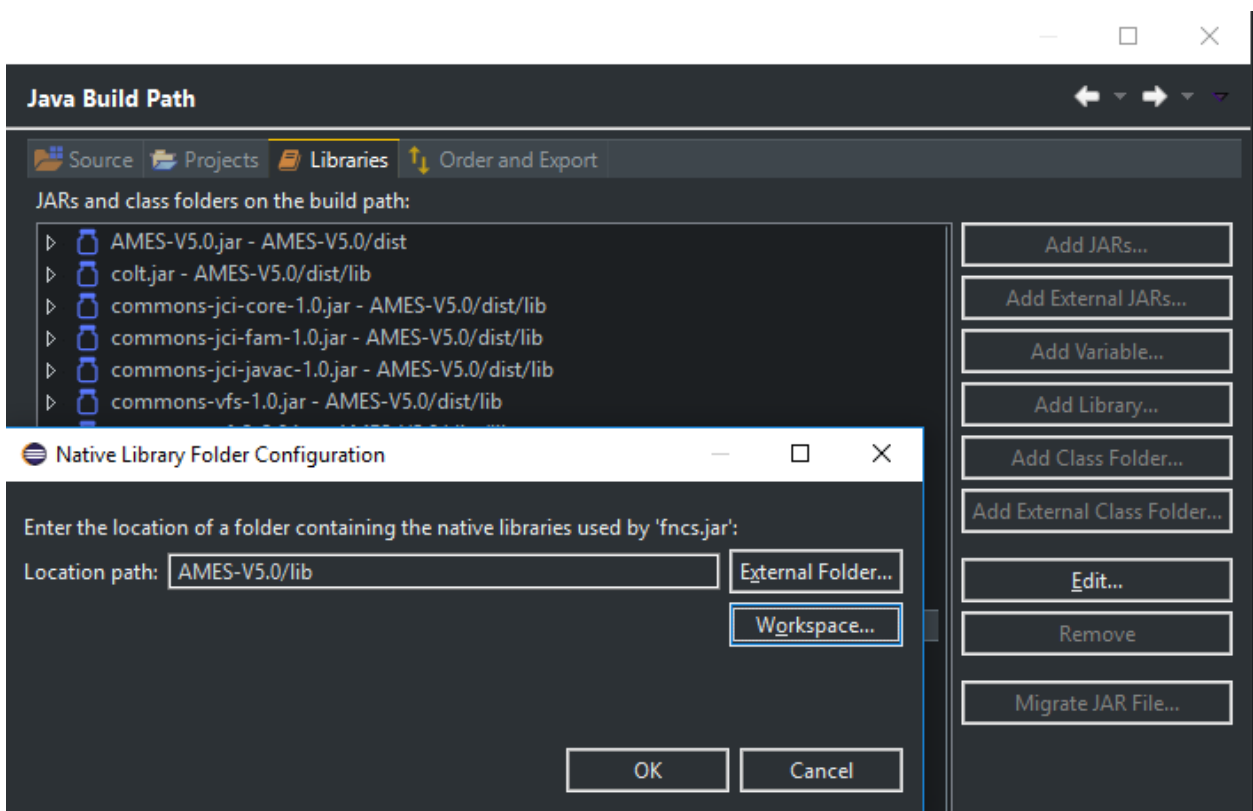 Java Build Path
Source Projects Libraries Order and Export
JARs and class folders on the build path:
AMES-V5.0.jar - AMES-V5.0/dist
colt.jar - AMES-V5.0/dist/lib
commons-jci-core-1.0.jar - AMES-V5.0/dist/lib
commons-jci-fam-1.0.jar - AMES-V5.0/dist/lib
commons-jci-javac-1.0.jar - AMES-V5.0/dist/lib
commons-vfs-1.0.jar - AMES-V5.0/dist/lib
Add JARs...
Add External JARs...
Add Variable...
Add Library...
Add Class Folder...
Add External Class Folder...
Edit...
Remove
Migrate JAR File...
Native Library Folder Configuration
Enter the location of a folder containing the native libraries used by 'fncs.jar':
Location path: AMES-V5.0/lib External Folder...
Workspace...
OK Cancel